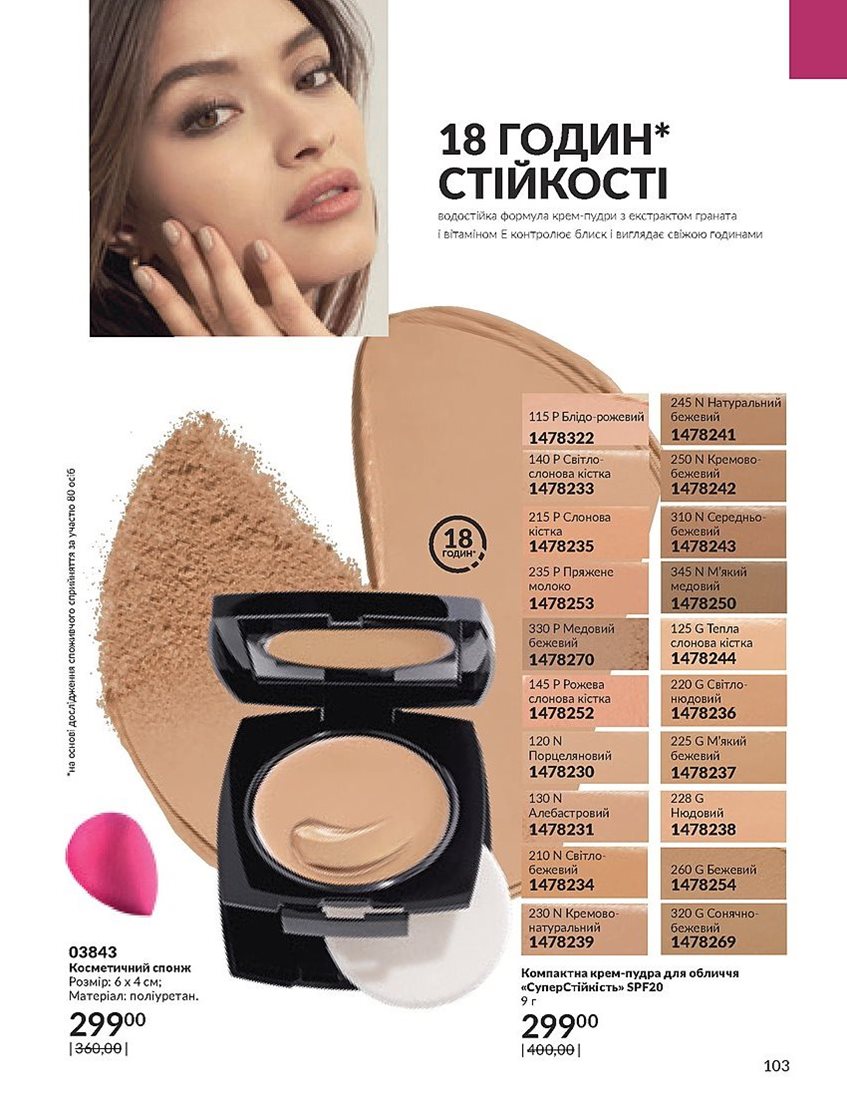 18 ГОДИН*
СТІЙКОСТІ
водостійка формула крем-пудри з екстрактом граната
і вітаміном Е контролює блиск і виглядає свіжою годинами
*на основі дослідження споживчого сприйняття за участю 80 осіб
18
ГОДИН*
115 P Блідо-рожевий
1478322
140 P Світло-
слонова кістка
1478233
215 P Слонова
кістка
1478235
235 P Пряжене
молоко
1478253
330 P Медовий
бежевий
1478270
145 P Рожева
слонова кістка
1478252
120 N
Порцеляновий
1478230
130 N
Алебастровий
1478231
210 N Світло-
бежевий
1478234
230 N Кремово-
натуральний
1478239
245 N Натуральний
бежевий
1478241
250 N Кремово-
бежевий
1478242
310 N Середньо-
бежевий
1478243
345 N М'який
медовий
1478250
125 G Тепла
слонова кістка
1478244
220 G Світло-
нюдовий
1478236
225 G М'який
бежевий
1478237
228 G
Нюдовий
1478238
260 G Бежевий
1478254
320 G Сонячно-
бежевий
1478269
03843
Косметичний спонж
Розмір: 6 х 4 см;
Матеріал: поліуретан.
29900
|360,00|
Компактна крем-пудра для обличчя
«СуперСтійкість» SPF20
9 г
29900
|400,00|
103